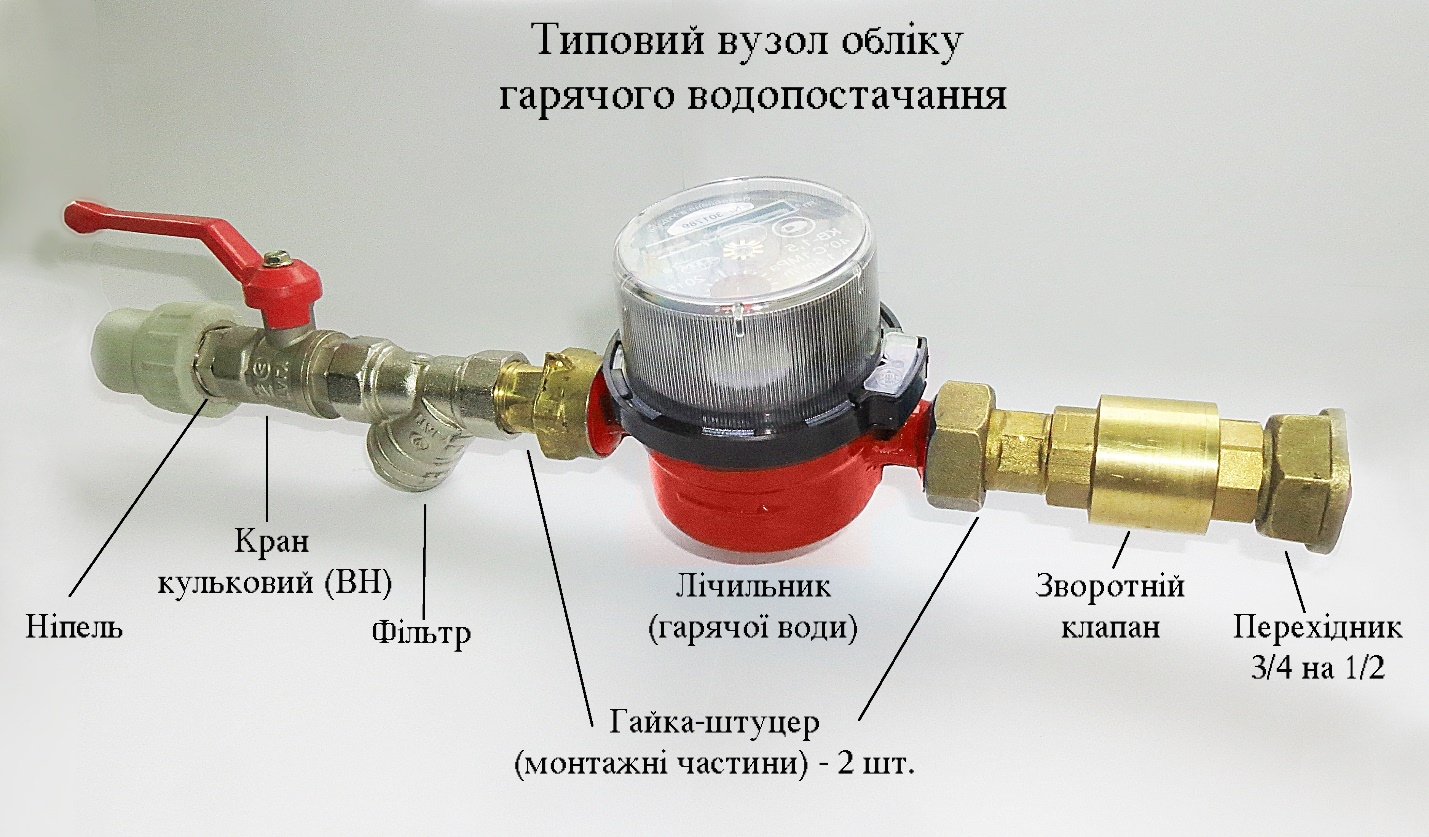 Типовий вузол обліку
гарячого водопостачання
Кран
кульковий (ВН)
Ніпель
Фільтр
Лічильник
(гарячої води)
Зворотній
клапан
Перехідник
3/4 на 1/2
Гайка-штуцер
(монтажні частини) - 2 шт.